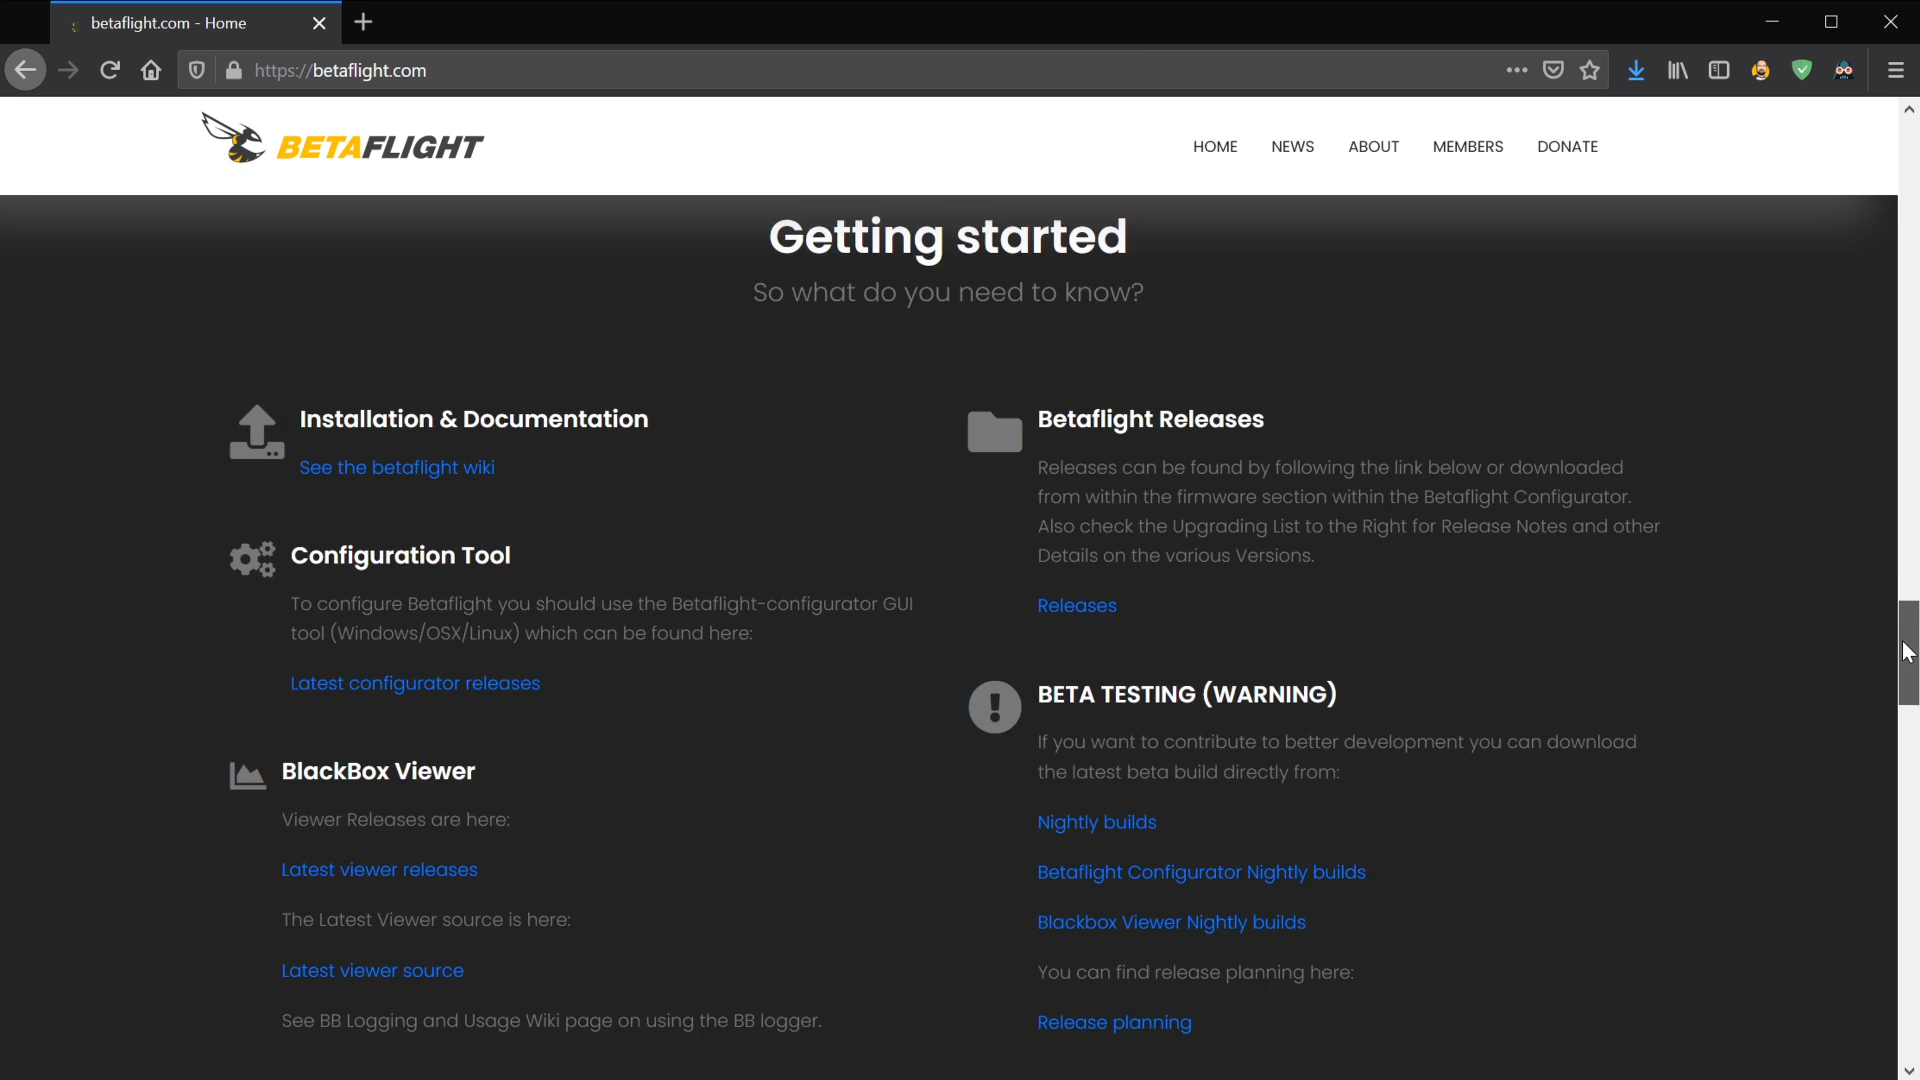 betaflight.com - Home
https://betaflight.com
BETAFLIGHT
HOME NEWS ABOUT MEMBERS DONATE
Getting started
So what do you need to know?
Installation & Documentation
See the betaflight wiki
Configuration Tool
To configure Betaflight you should use the Betaflight-configurator GUI
tool (Windows/OSX/Linux) which can be found here:
Latest configurator releases
BlackBox Viewer
Viewer Releases are here:
Latest viewer releases
The Latest Viewer source is here:
Latest viewer source
See BB Logging and Usage Wiki page on using the BB logger.
Betaflight Releases
Releases can be found by following the link below or downloaded
from within the firmware section within the Betaflight Configurator.
Also check the Upgrading List to the Right for Release Notes and other
Details on the various Versions.
Releases
BETA TESTING (WARNING)
If you want to contribute to better development you can download
the latest beta build directly from:
Nightly builds
Betaflight Configurator Nightly builds
Blackbox Viewer Nightly builds
You can find release planning here:
Release planning